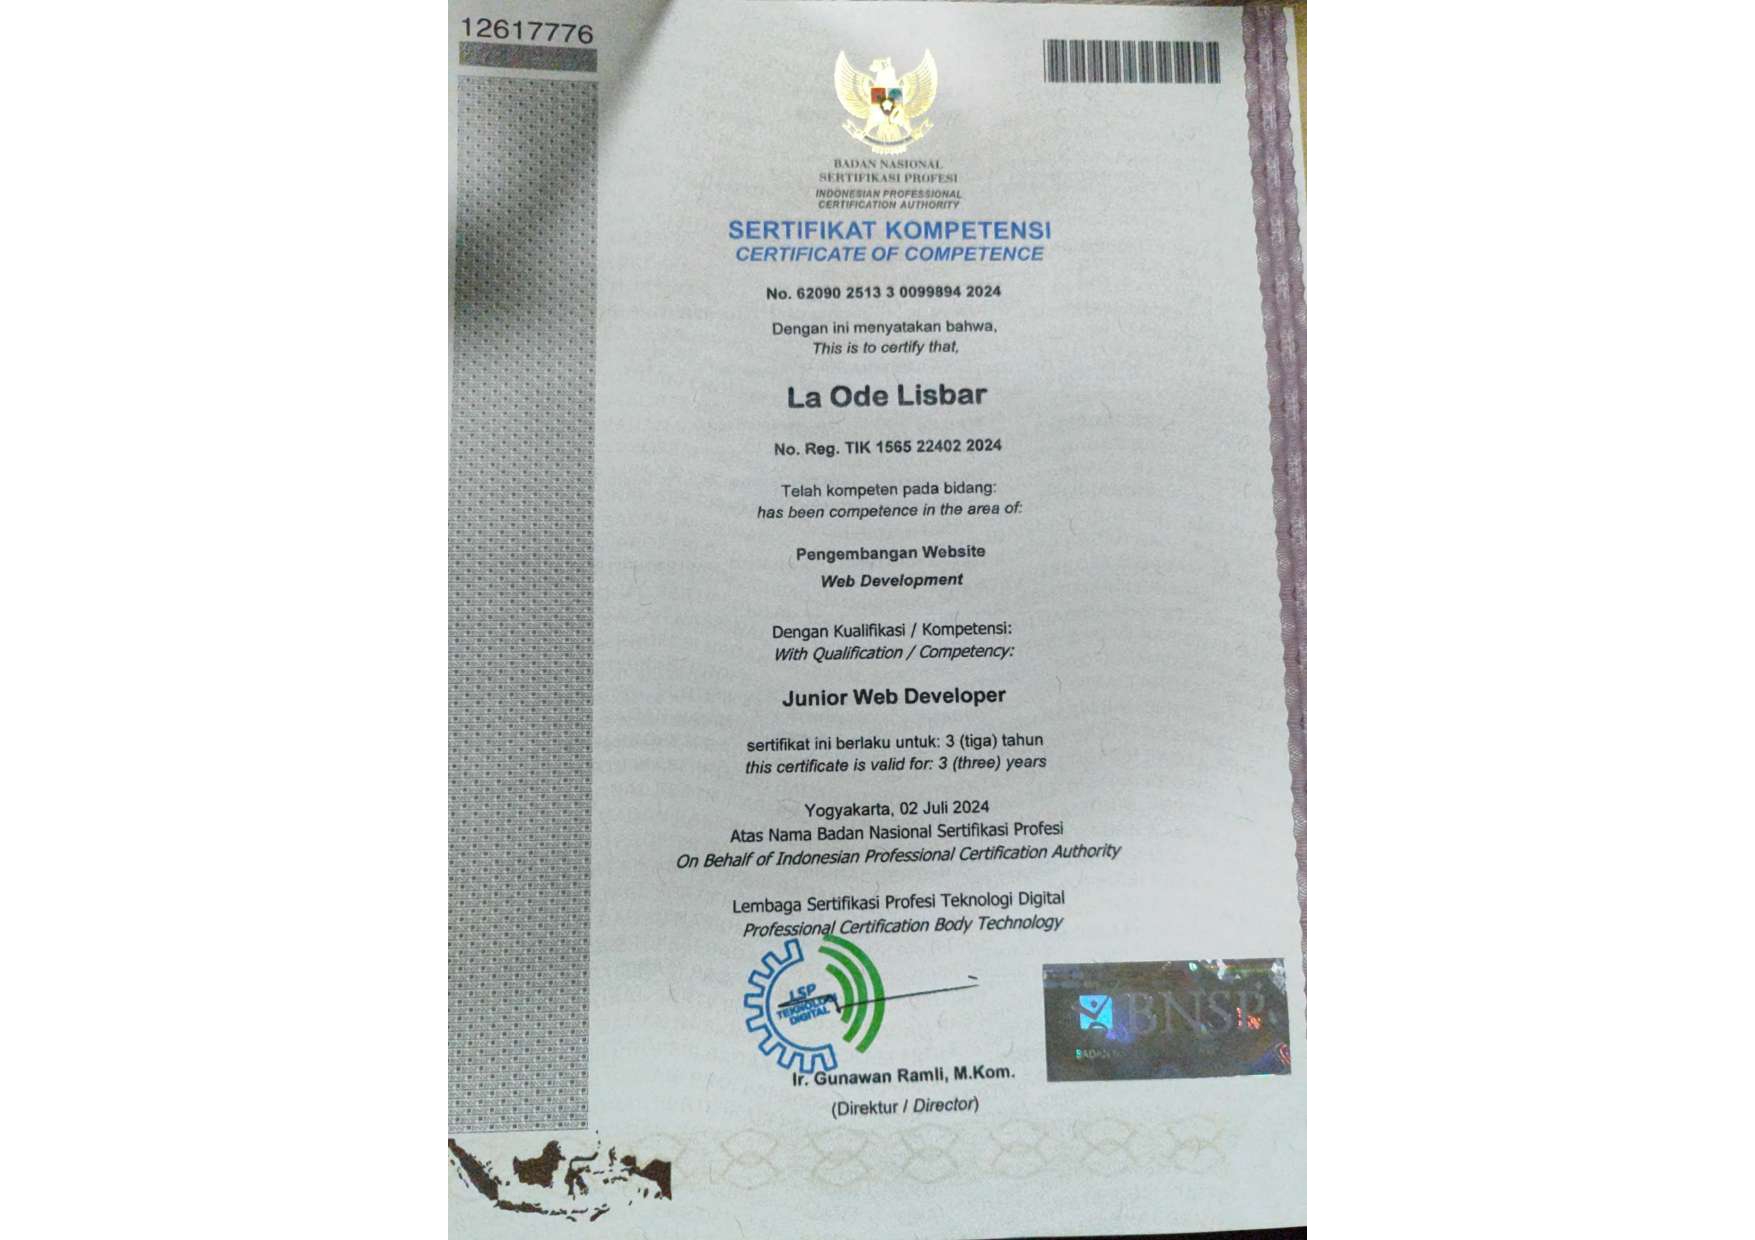 12617776
BADAN NASIONAL
SERTIFIKASI PROFESI
INDONESIAN PROFESSIONAL
CERTIFICATION AUTHORITY
SERTIFIKAT KOMPETENSI
CERTIFICATE OF COMPETENCE
No. 62090 2513 3 0099894 2024
Dengan ini menyatakan bahwa,
This is to certify that,
La Ode Lisbar
No. Reg. TIK 1565 22402 2024
Telah kompeten pada bidang:
has been competence in the area of:
Pengembangan Website
Web Development
Dengan Kualifikasi / Kompetensi:
With Qualification / Competency:
Junior Web Developer
sertifikat ini berlaku untuk: 3 (tiga) tahun
this certificate is valid for: 3 (three) years
Yogyakarta, 02 Juli 2024
Atas Nama Badan Nasional Sertifikasi Profesi
On Behalf of Indonesian Professional Certification Authority
Lembaga Sertifikasi Profesi Teknologi Digital
Professional Certification Body Technology
LSP
TEKNOLOGI
DIGITAL
BNSP
Ir. Gunawan Ramli, M.Kom.
(Direktur / Director)